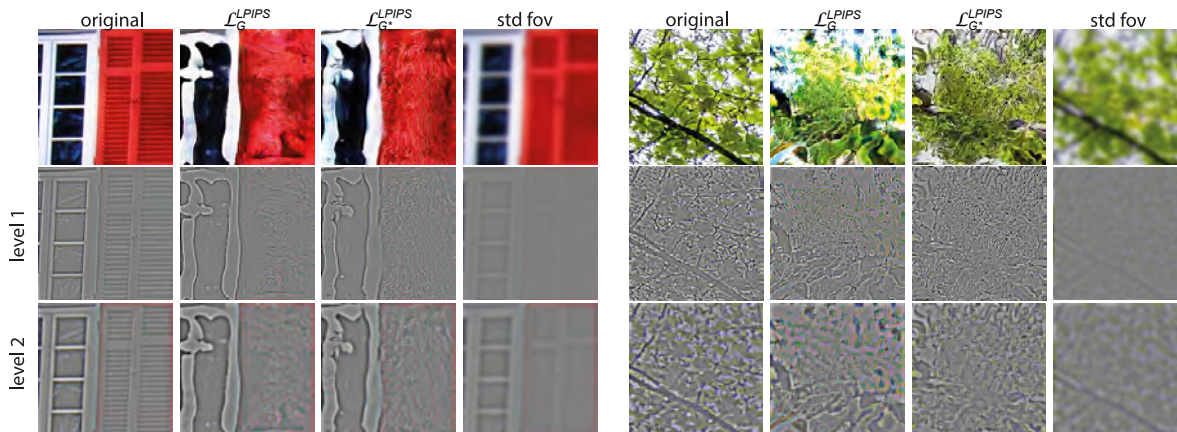 original $\mathcal{L}_{G}^{LPIPS}$ $\mathcal{L}_{G*}^{LPIPS}$ std fov original $\mathcal{L}_{G}^{LPIPS}$ $\mathcal{L}_{G*}^{LPIPS}$ std fov
level 1
level 2